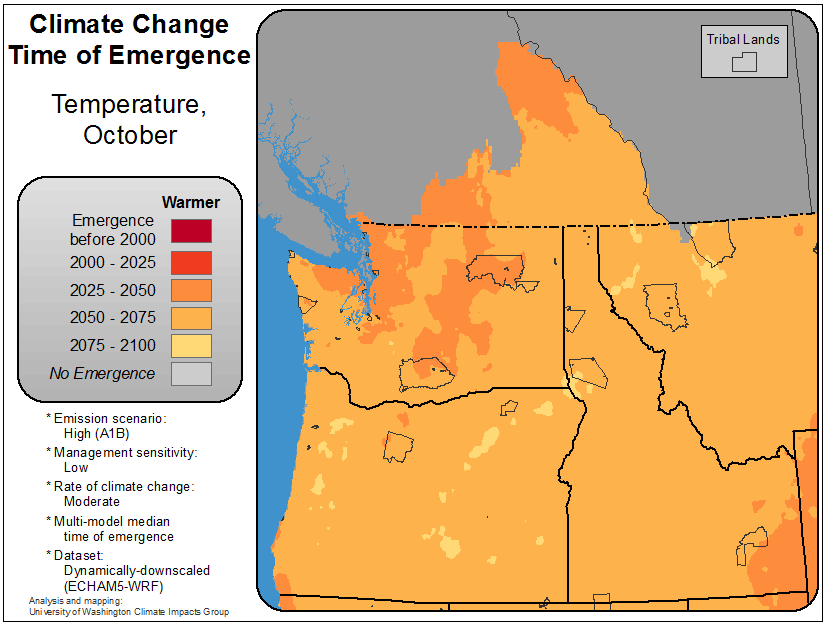 Climate Change
Time of Emergence
Temperature,
October
Warmer
Emergence
before 2000
2000 - 2025
2025 - 2050
2050 - 2075
2075 - 2100
No Emergence
* Emission scenario:
High (A1B)
* Management sensitivity:
Low
* Rate of climate change:
Moderate
* Multi-model median
time of emergence
* Dataset:
Dynamically-downscaled
(ECHAM5-WRF)
Analysis and mapping:
University of Washington Climate Impacts Group
Tribal Lands